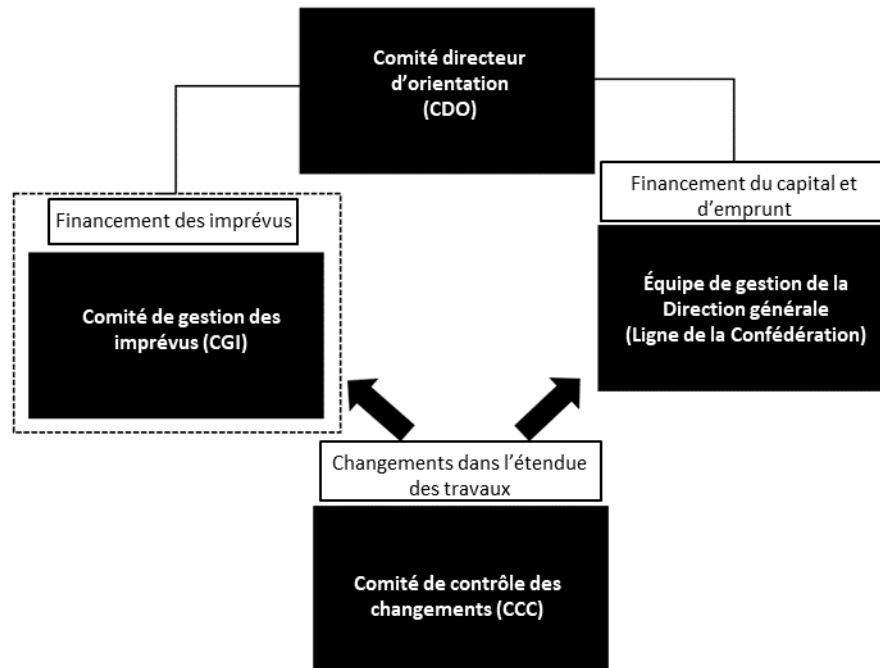 Comité directeur
d’orientation
(CDO)
Financement du capital et
d’emprunt
Financement des imprévus
Équipe de gestion de la
Direction générale
(Ligne de la Confédération)
Comité de gestion des
imprévus (CGI)
Changements dans l’étendue
des travaux
Comité de contrôle des
changements (CCC)